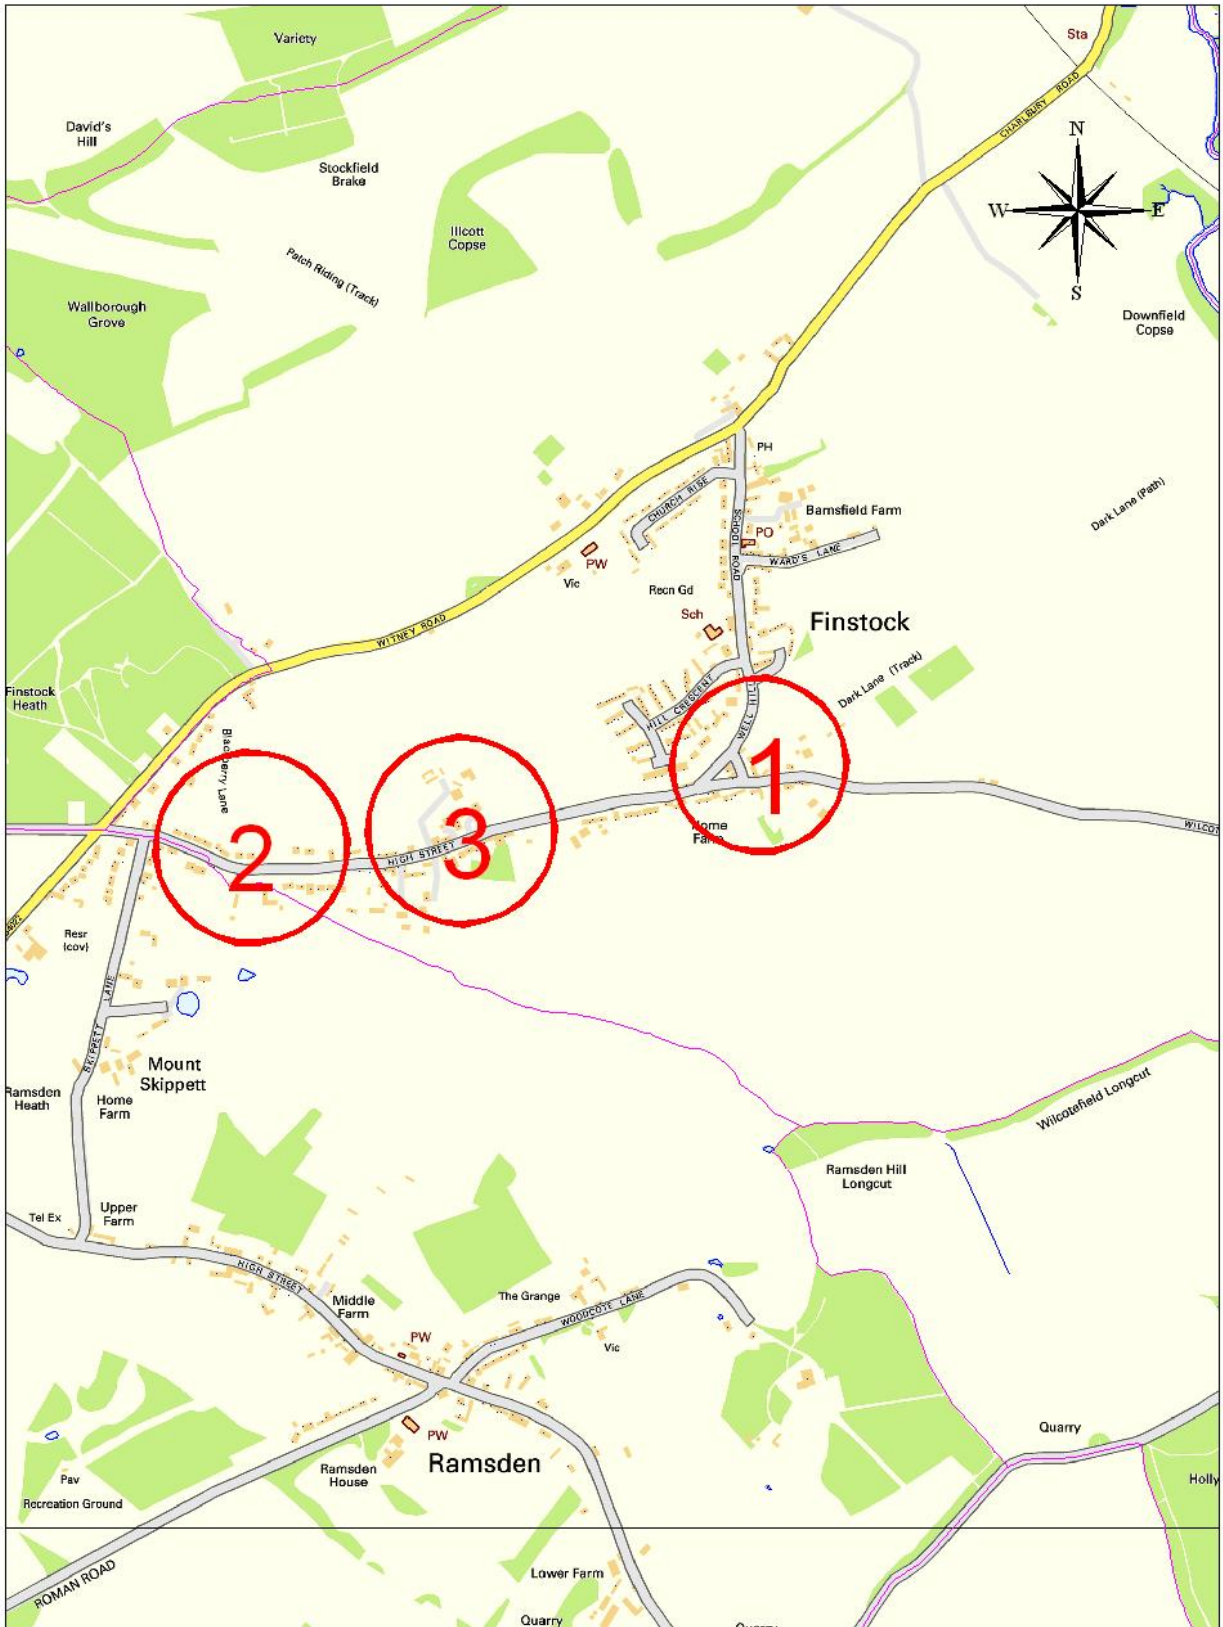 Variety
Sta
David's
Hill
Stockfield
Brake
CHARLBURY ROAD
N
W
E
S
Illcott
Copse
Patch Riding (Track)
Wallborough
Grove
Downfield
Copse
PH
CHURCH RISE
SCHOOL ROAD
Barnsfield Farm
Dark Lane (Path)
PO
WARD'S LANE
PW
Vic
Recn Gd
Sch
Finstock
WITNEY ROAD
Finstock
Heath
Dark Lane (Track)
HILL CRESCENT
WELL HILL
Blackberry Lane
1
2
3
HIGH STREET
Home
Farm
WILCOT
Resr
(cov)
SKIPPETT LANE
Mount
Skippett
Ramsden
Heath
Home
Farm
Wilcotefield Longcut
Ramsden Hill
Longcut
Tel Ex
Upper
Farm
HIGH STREET
Middle
Farm
The Grange
WOODCOTE LANE
Vic
PW
PW
Ramsden
Quarry
Ramsden
House
Pav
Recreation Ground
Holly
ROMAN ROAD
Lower Farm
Quarry